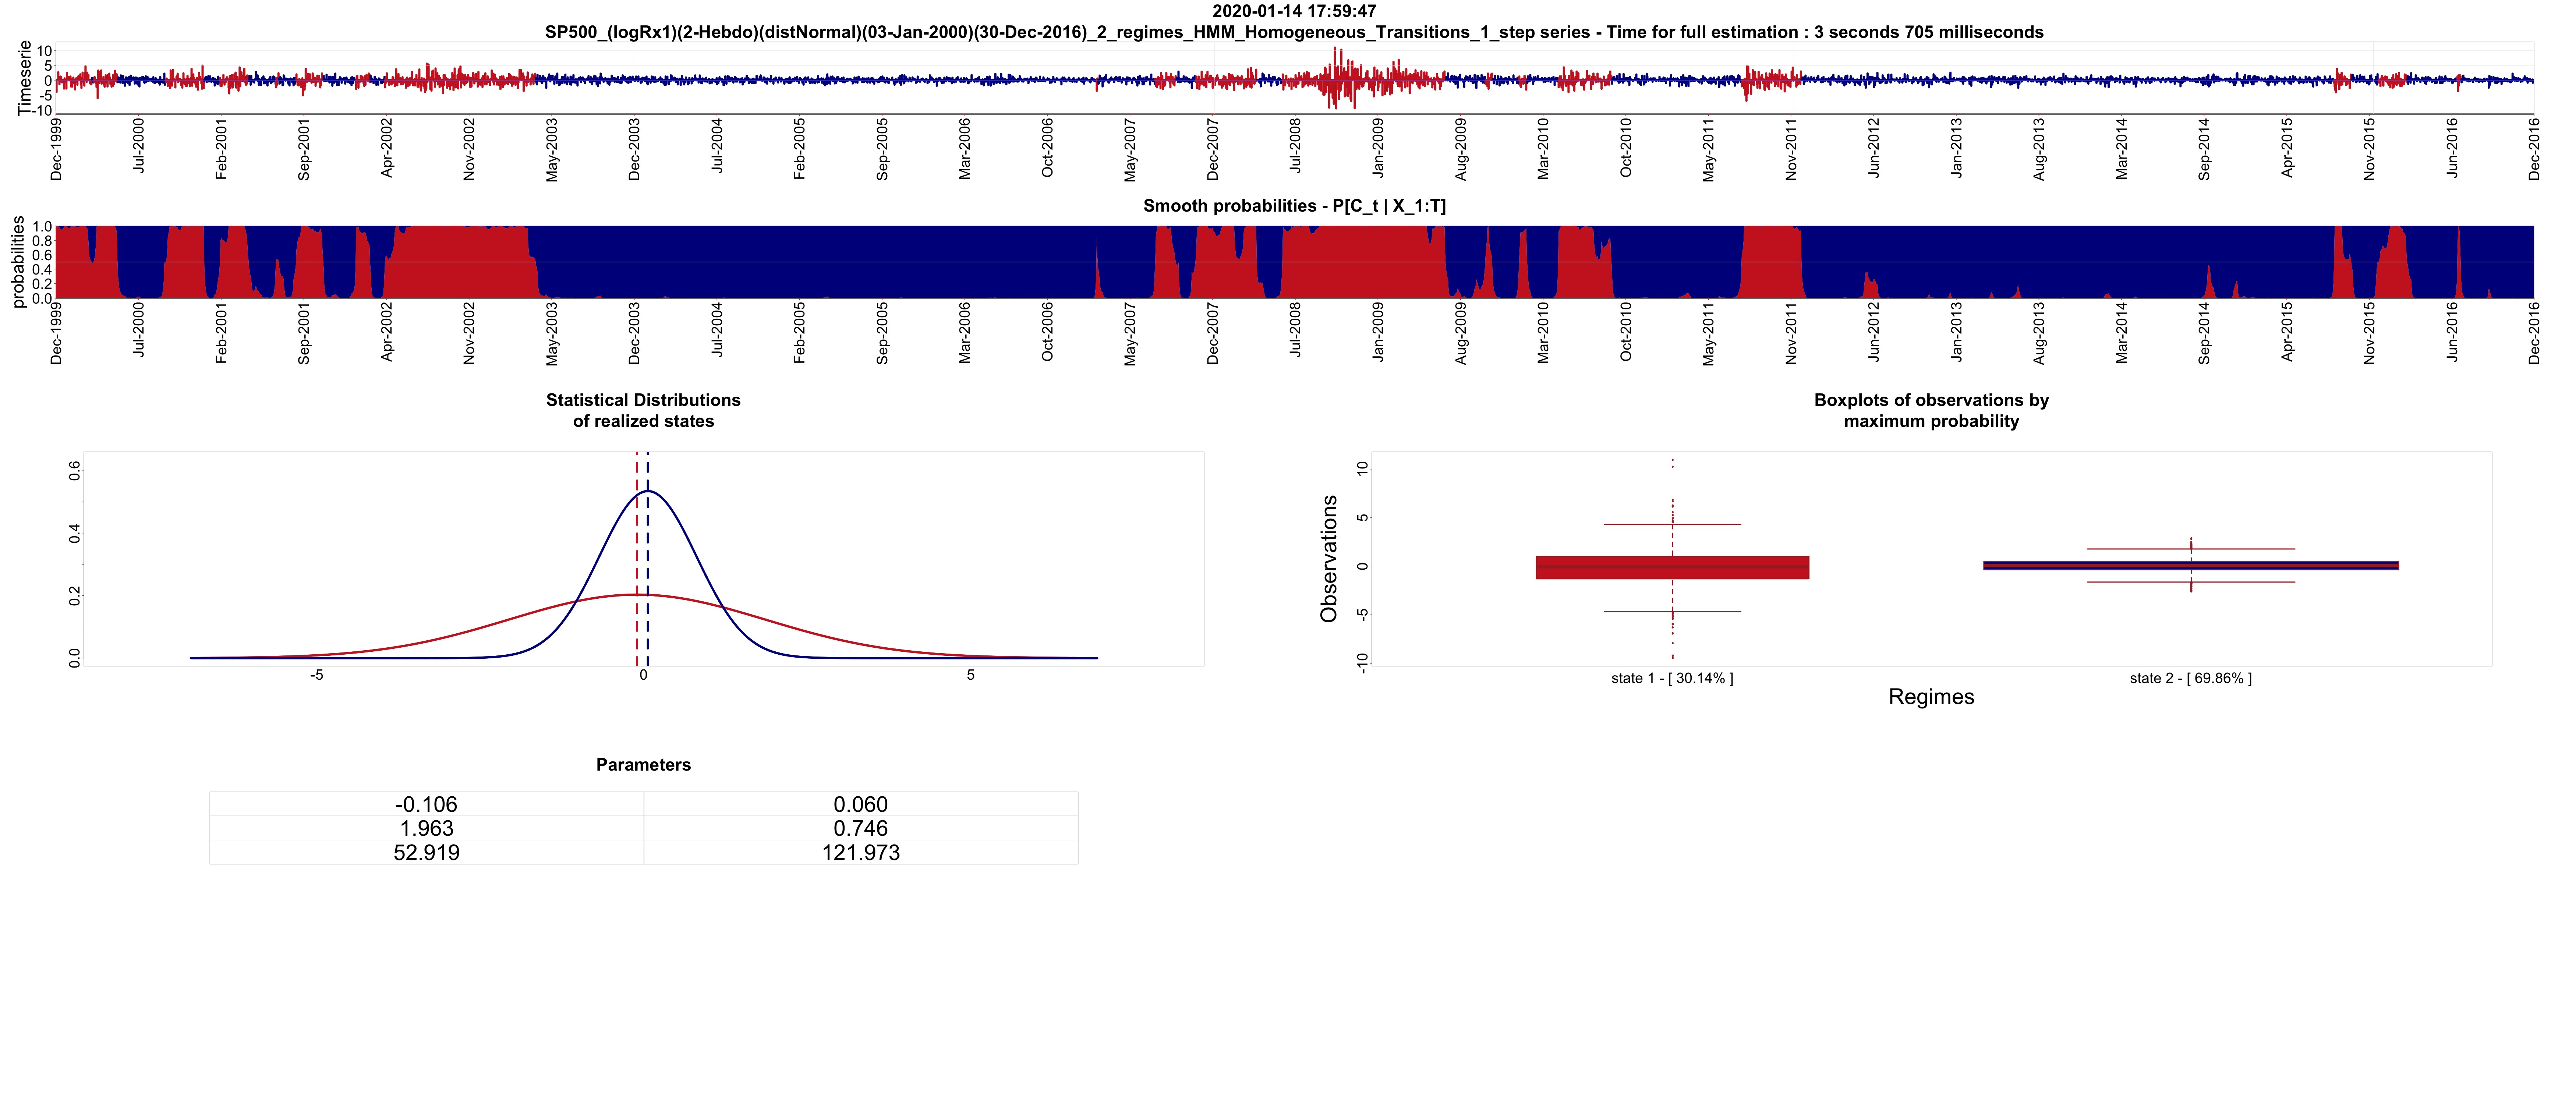 2020-01-14 17:59:47
SP500_(logRx1)(2-Hebdo)(distNormal)(03-Jan-2000)(30-Dec-2016)_2_regimes_HMM_Homogeneous_Transitions_1_step series - Time for full estimation : 3 seconds 705 milliseconds
Timeserie
10
5
0
-5
-10
Dec-1999 Jul-2000 Feb-2001 Sep-2001 Apr-2002 Nov-2002 May-2003 Dec-2003 Jul-2004 Feb-2005 Sep-2005 Mar-2006 Oct-2006 May-2007 Dec-2007 Jul-2008 Jan-2009 Aug-2009 Mar-2010 Oct-2010 May-2011 Nov-2011 Jun-2012 Jan-2013 Aug-2013 Mar-2014 Sep-2014 Apr-2015 Nov-2015 Jun-2016 Dec-2016
Smooth probabilities - P[C_t | X_1:T]
probabilities
1.0
0.8
0.6
0.4
0.2
0.0
Dec-1999 Jul-2000 Feb-2001 Sep-2001 Apr-2002 Nov-2002 May-2003 Dec-2003 Jul-2004 Feb-2005 Sep-2005 Mar-2006 Oct-2006 May-2007 Dec-2007 Jul-2008 Jan-2009 Aug-2009 Mar-2010 Oct-2010 May-2011 Nov-2011 Jun-2012 Jan-2013 Aug-2013 Mar-2014 Sep-2014 Apr-2015 Nov-2015 Jun-2016 Dec-2016
Statistical Distributions
of realized states
0.6
0.4
0.2
0.0
-5 0 5
Boxplots of observations by
maximum probability
Observations
10
5
0
-5
-10
state 1 - [ 30.14% ] state 2 - [ 69.86% ]
Regimes
Parameters
-0.106 0.060
1.963 0.746
52.919 121.973